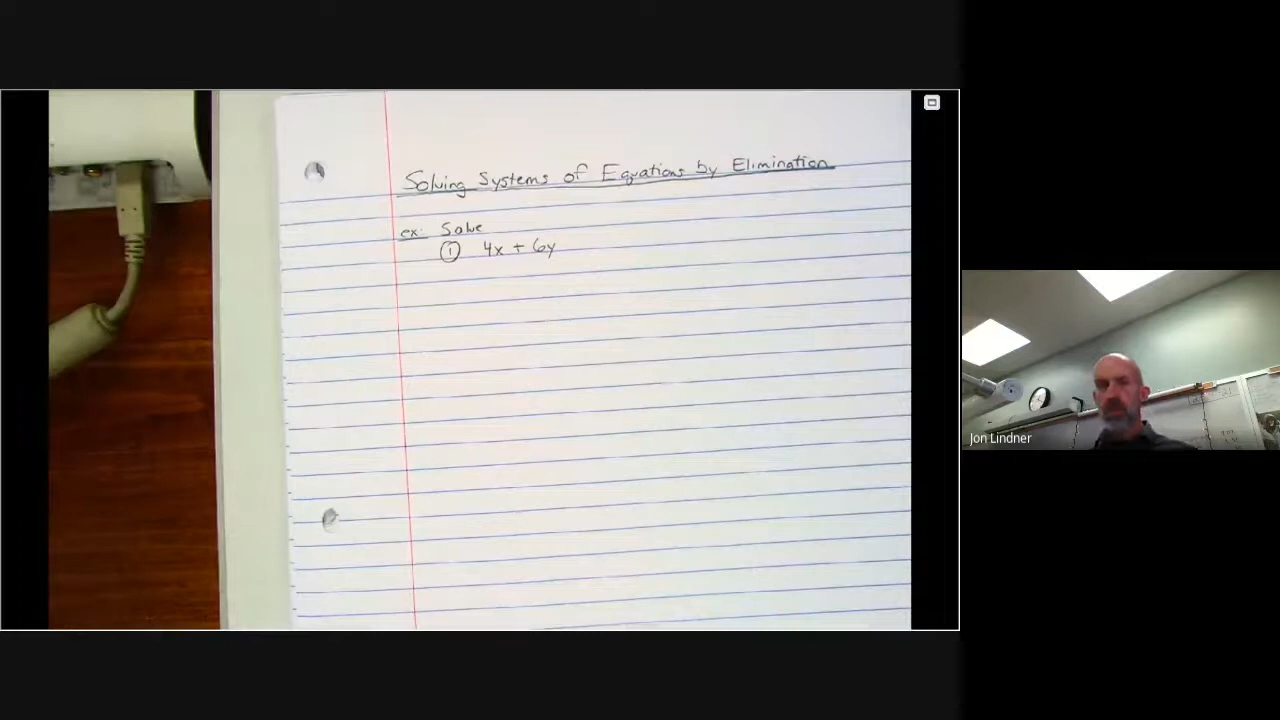 Solving Systems of Equations by Elimination
ex: Solve
① 4x + 6y
Jon Lindner